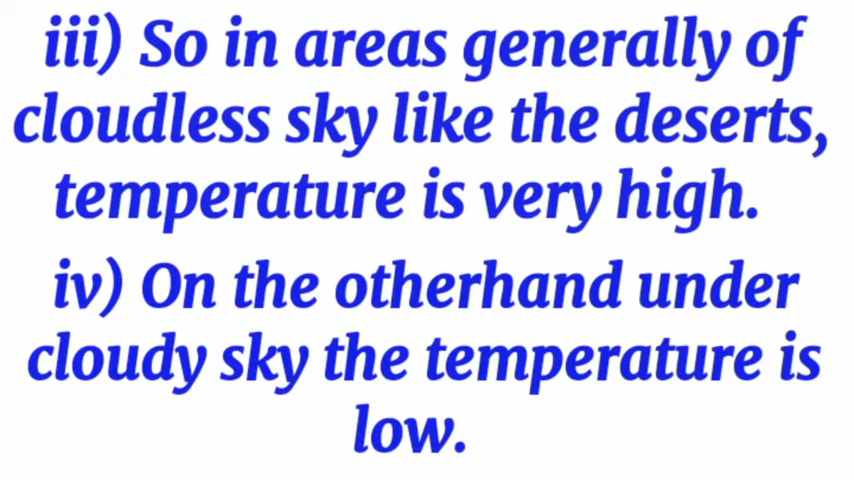 iii) So in areas generally of
cloudless sky like the deserts,
temperature is very high.
iv) On the otherhand under
cloudy sky the temperature is
low.